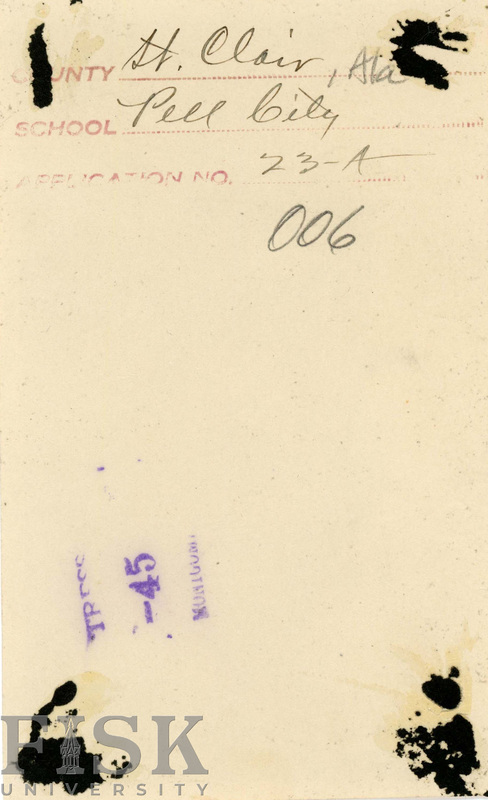 COUNTY St. Clair, Ala
SCHOOL Pell City
APPLICATION NO. 23-A
006
-45
FISK
UNIVERSITY